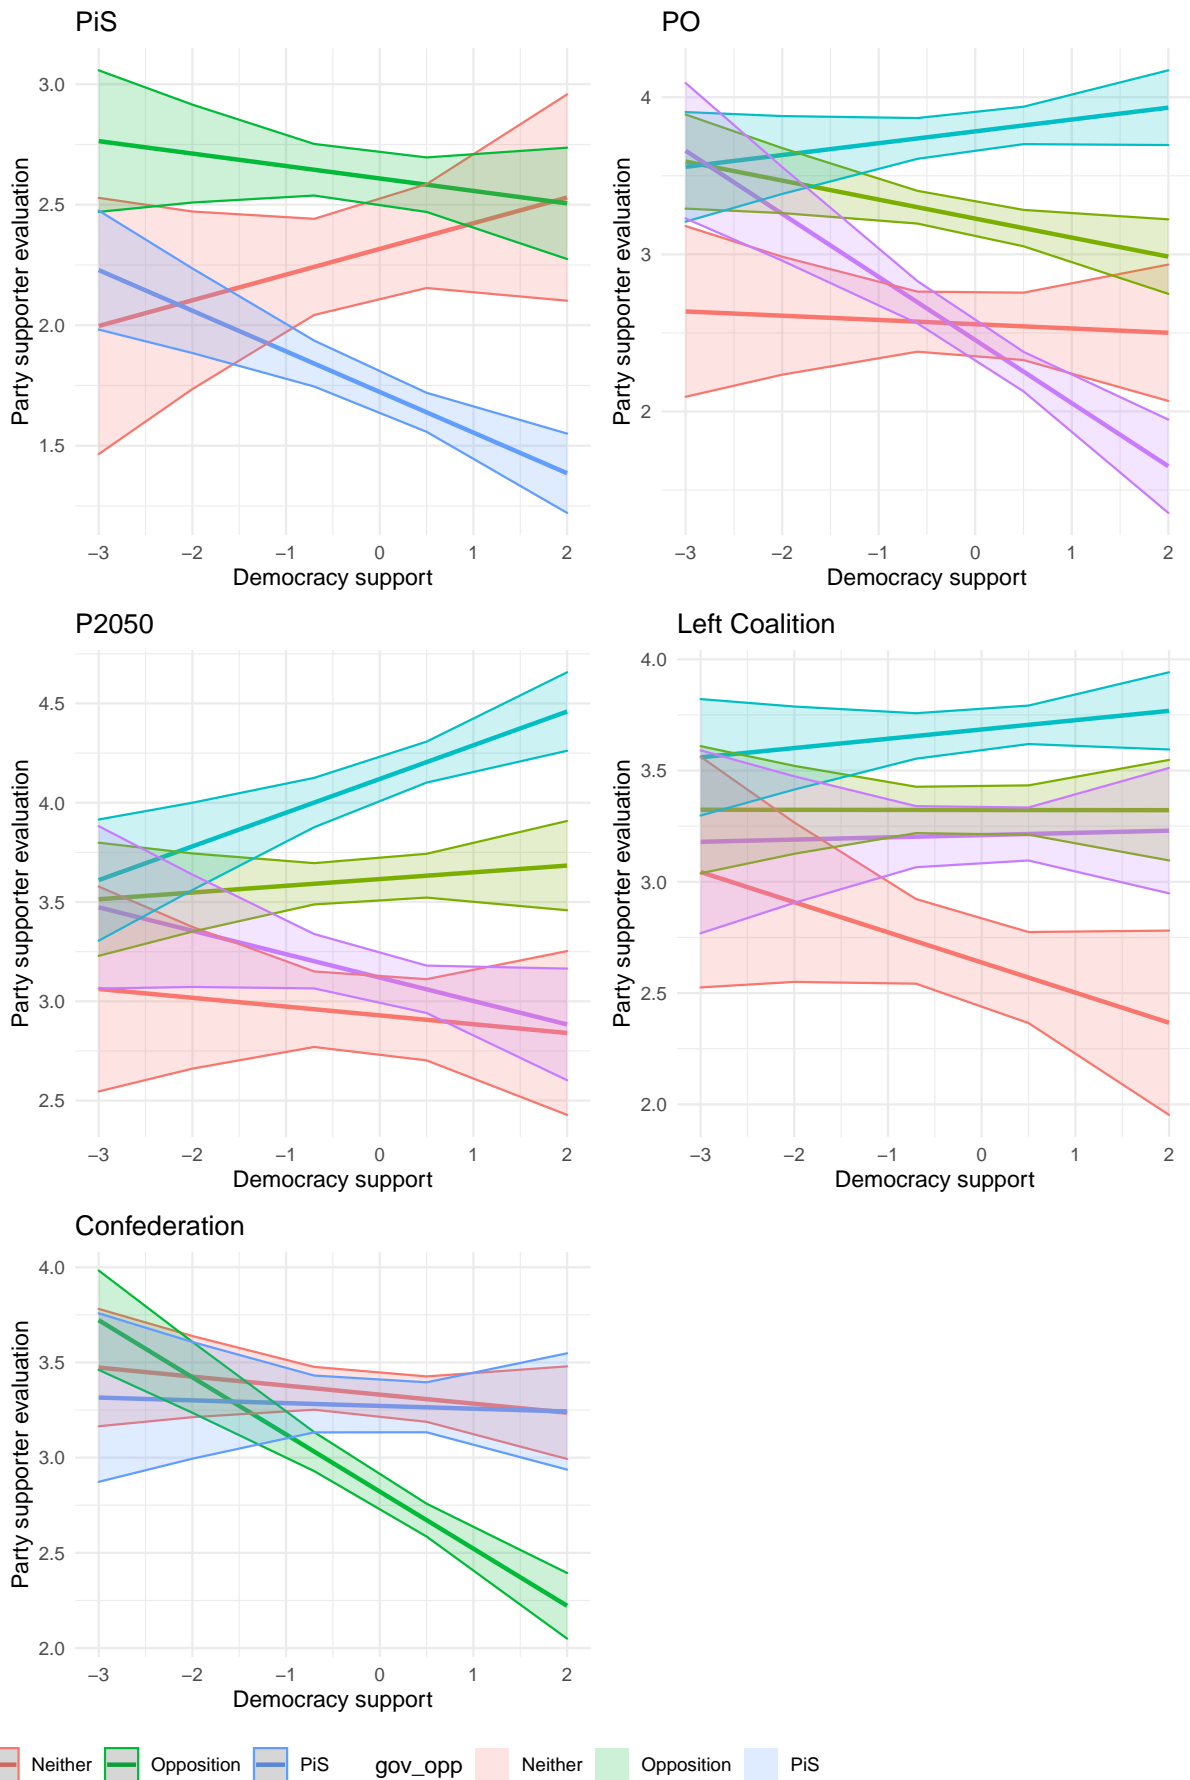 PiS
Party supporter evaluation
3.0
2.5
2.0
1.5
−3 −2 −1 0 1 2
Democracy support
PO
Party supporter evaluation
4
3
2
−3 −2 −1 0 1 2
Democracy support
P2050
Party supporter evaluation
4.5
4.0
3.5
3.0
2.5
−3 −2 −1 0 1 2
Democracy support
Left Coalition
Party supporter evaluation
4.0
3.5
3.0
2.5
2.0
−3 −2 −1 0 1 2
Democracy support
Confederation
Party supporter evaluation
4.0
3.5
3.0
2.5
2.0
−3 −2 −1 0 1 2
Democracy support
Neither Opposition PiS gov_opp Neither Opposition PiS